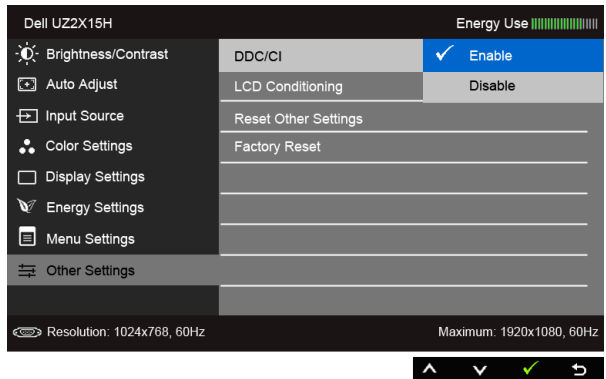 Dell UZ2X15H
Energy Use
Brightness/Contrast
DDC/CI
Enable
Auto Adjust
LCD Conditioning
Disable
Input Source
Reset Other Settings
Color Settings
Factory Reset
Display Settings
Energy Settings
Menu Settings
Other Settings
Resolution: 1024x768, 60Hz
Maximum: 1920x1080, 60Hz